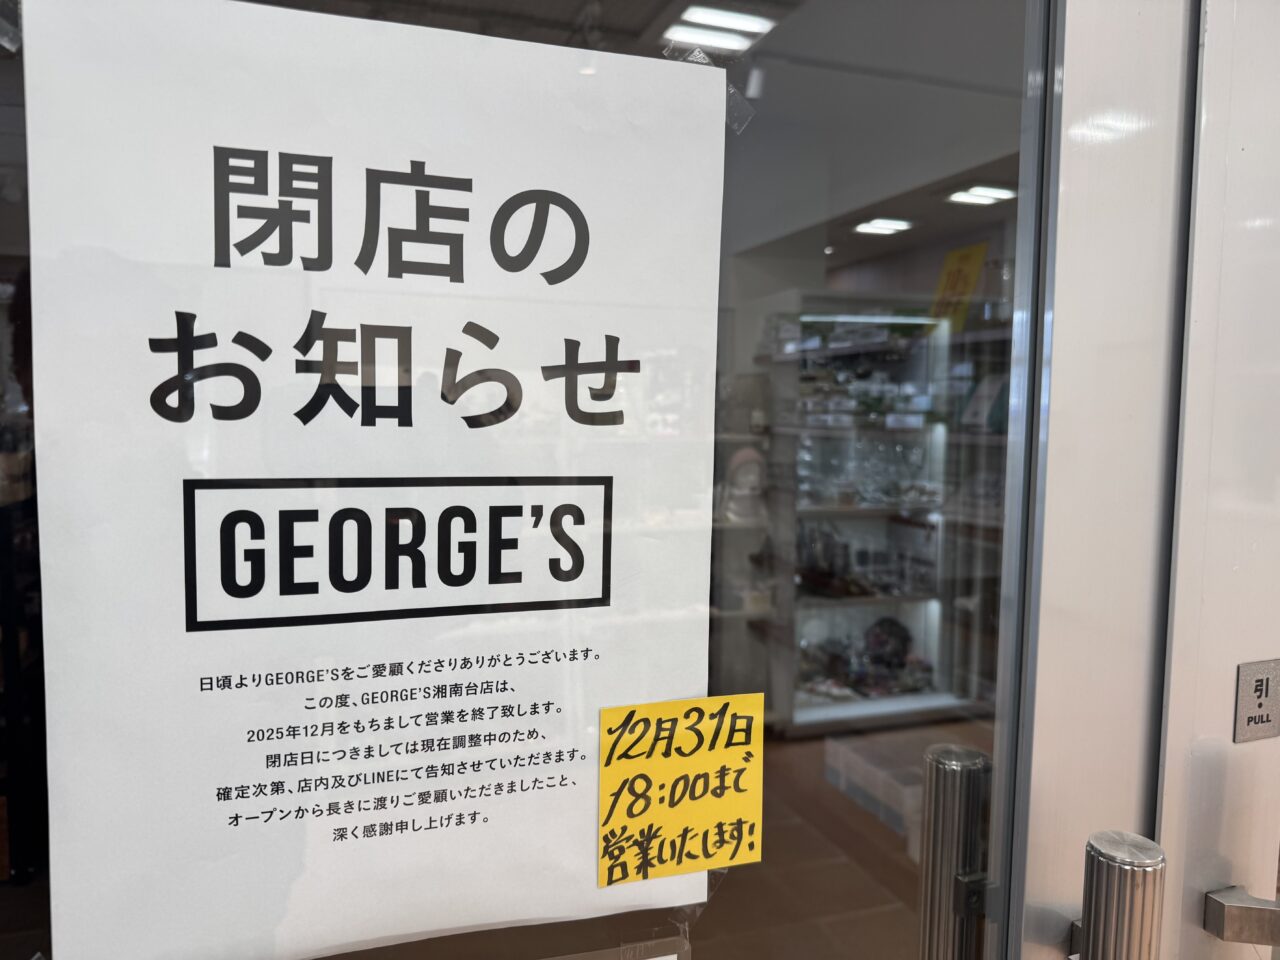 閉店の
お知らせ
GEORGE'S
日頃よりGEORGE'Sをご愛顧くださりありがとうございます。
この度、GEORGE'S湘南台店は、
2025年12月をもちまして営業を終了致します。
閉店日につきましては現在調整中のため、
確定次第、店内及びLINEにて告知させていただきます。
オープンから長きに渡りご愛顧いただきましたこと、
深く感謝申し上げます。
12月31日
18:00まで
営業いたします!
引
PULL